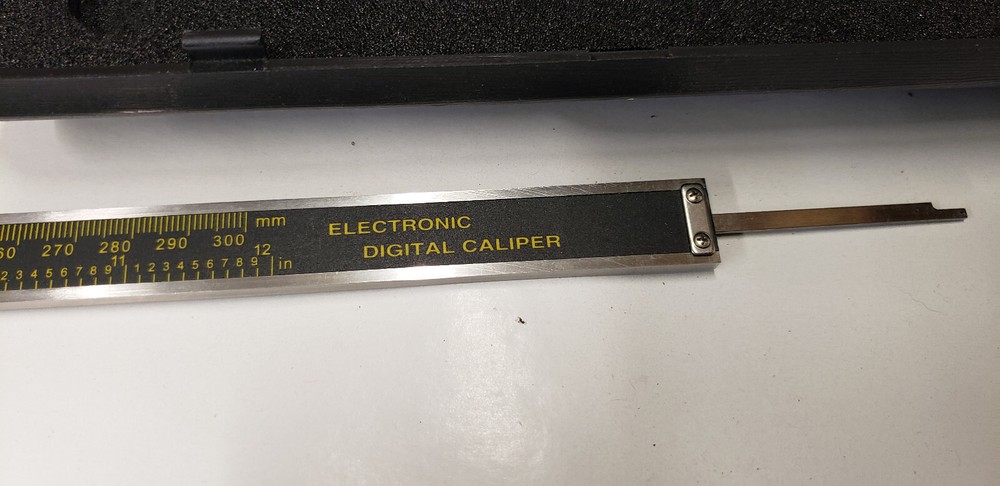 60 270 280 290 300 mm
ELECTRONIC
DIGITAL CALIPER
2 3 4 5 6 7 8 9 11 1 2 3 4 5 6 7 8 9 12 in